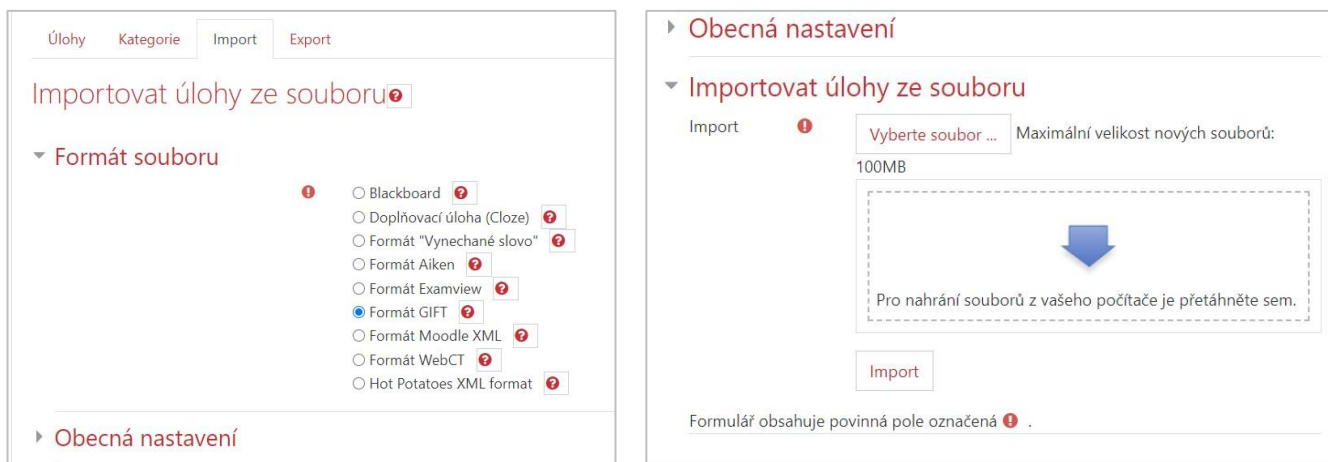 Úlohy Kategorie Import Export
Importovat úlohy ze souboru
Formát souboru
Blackboard
Doplňovací úloha (Cloze)
Formát "Vynechané slovo"
Formát Aiken
Formát Examview
Formát GIFT
Formát Moodle XML
Formát WebCT
Hot Potatoes XML format
Obecná nastavení
Obecná nastavení
Importovat úlohy ze souboru
Import Vyberte soubor ... Maximální velikost nových souborů:
100MB
Pro nahrání souborů z vašeho počítače je přetáhněte sem.
Import
Formulář obsahuje povinná pole označená .